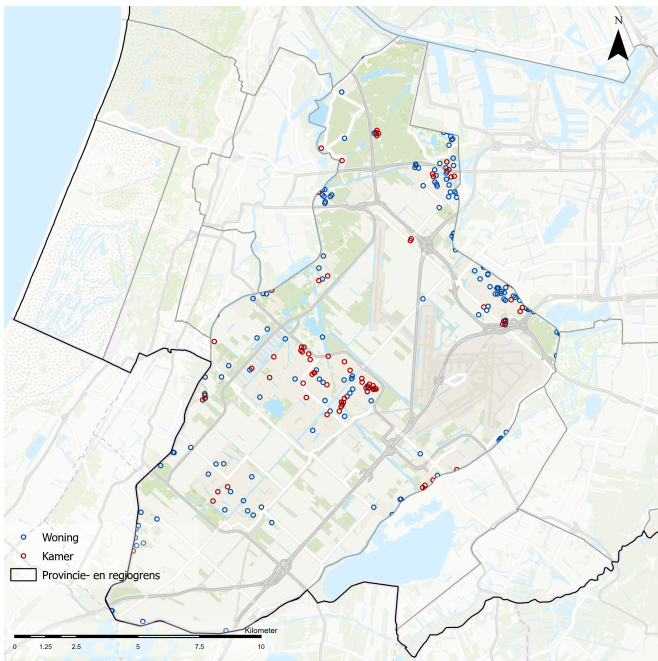 N
Woning
Kamer
Provincie- en regiogrens
Kilometer
0 1.25 2.5 5 7.5 10